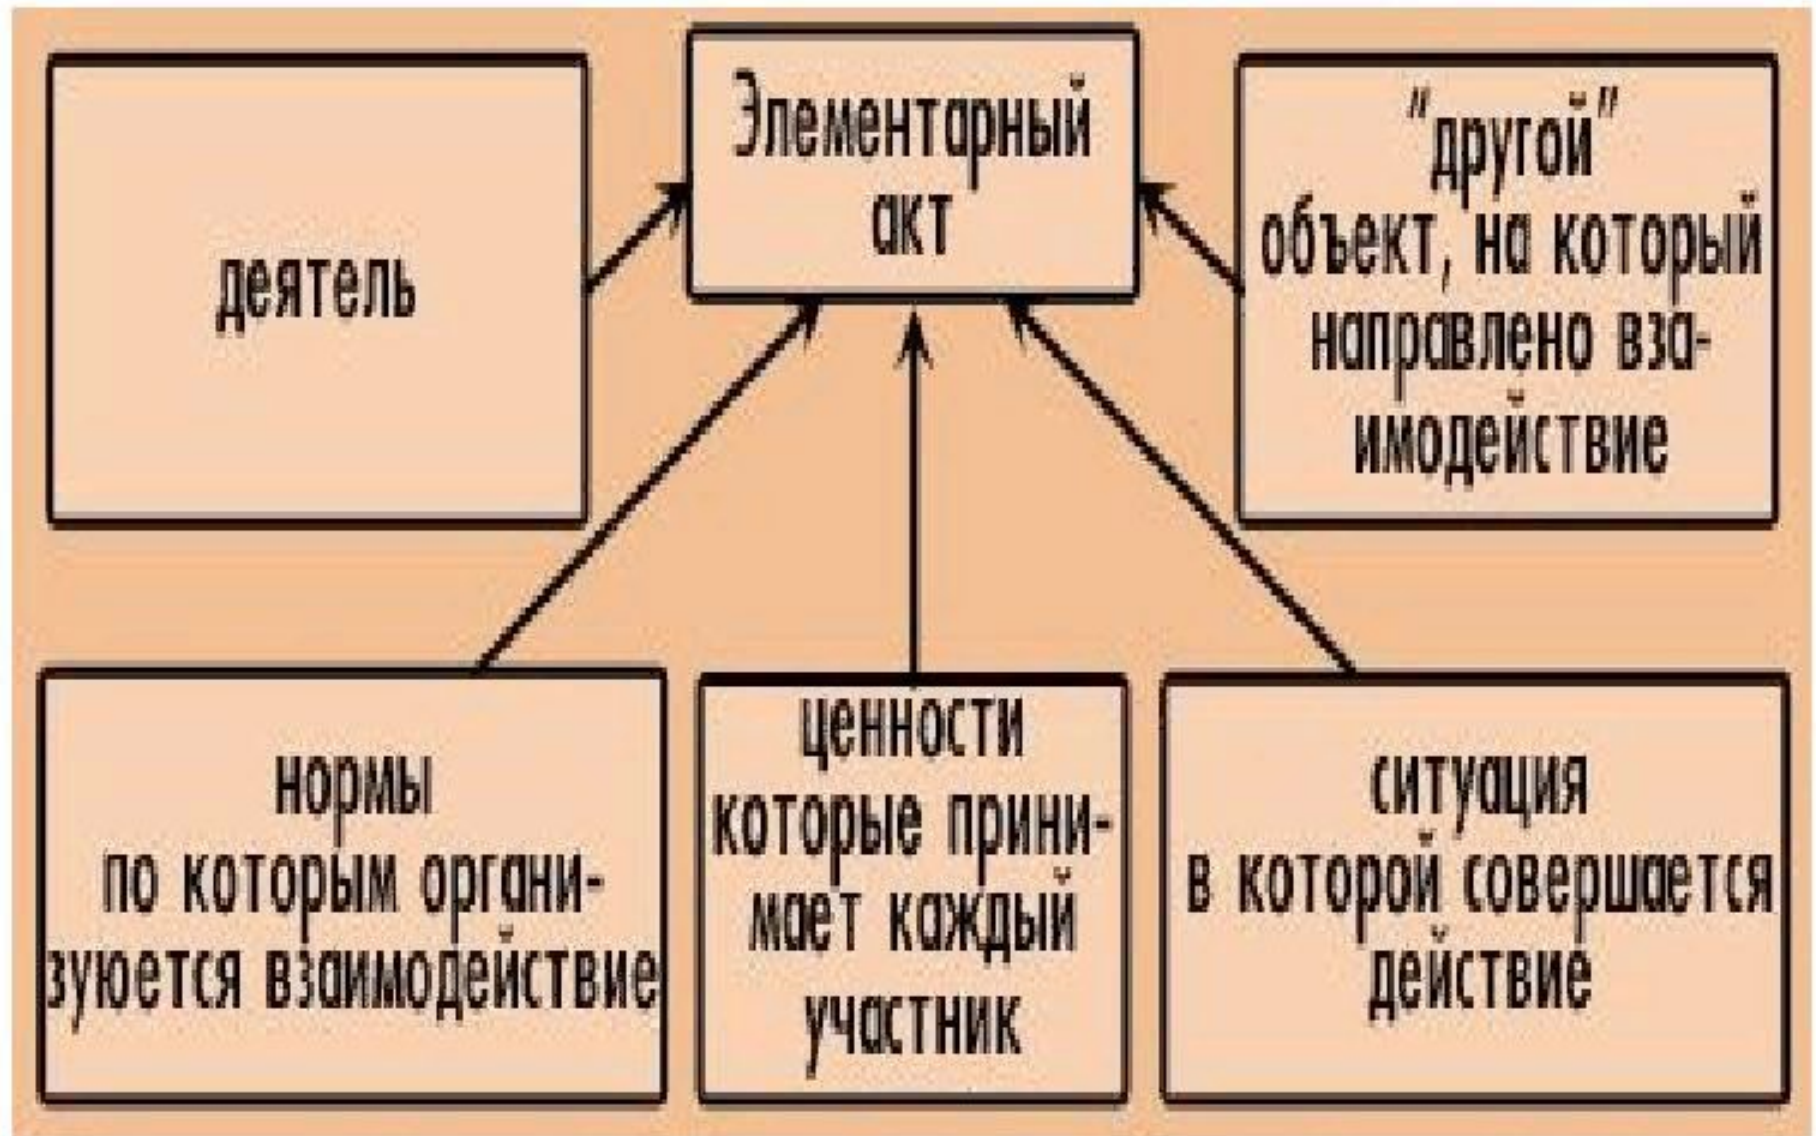 деятель
Элементарный
акт
"другой"
объект, на который
направлено вза-
имодействие
нормы
по которым органи-
зуюется взаимодействие
ценности
которые прини-
мает каждый
участник
ситуация
в которой совершается
действие